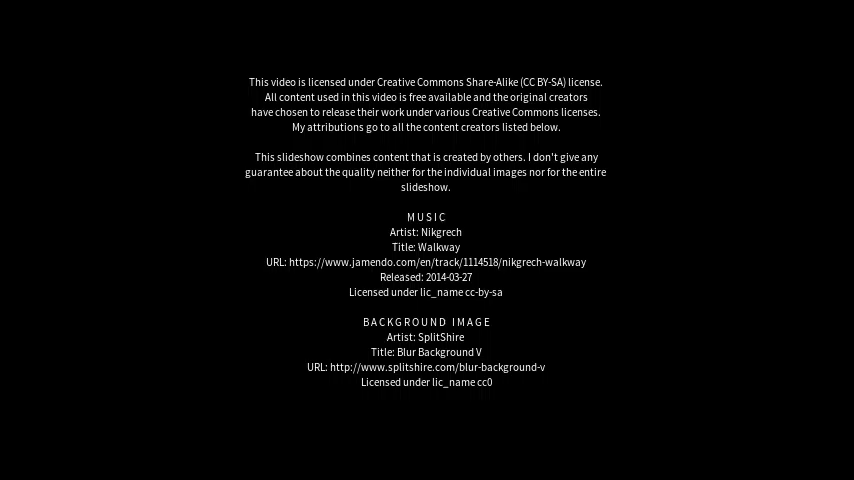 This video is licensed under Creative Commons Share-Alike (CC BY-SA) license.
All content used in this video is free available and the original creators
have chosen to release their work under various Creative Commons licenses.
My attributions go to all the content creators listed below.
This slideshow combines content that is created by others. I don't give any
guarantee about the quality neither for the individual images nor for the entire
slideshow.
MUSIC
Artist: Nikgrech
Title: Walkway
URL: https://www.jamendo.com/en/track/1114518/nikgrech-walkway
Released: 2014-03-27
Licensed under lic_name cc-by-sa
BACKGROUND IMAGE
Artist: SplitShire
Title: Blur Background V
URL: http://www.splitshire.com/blur-background-v
Licensed under lic_name cc0